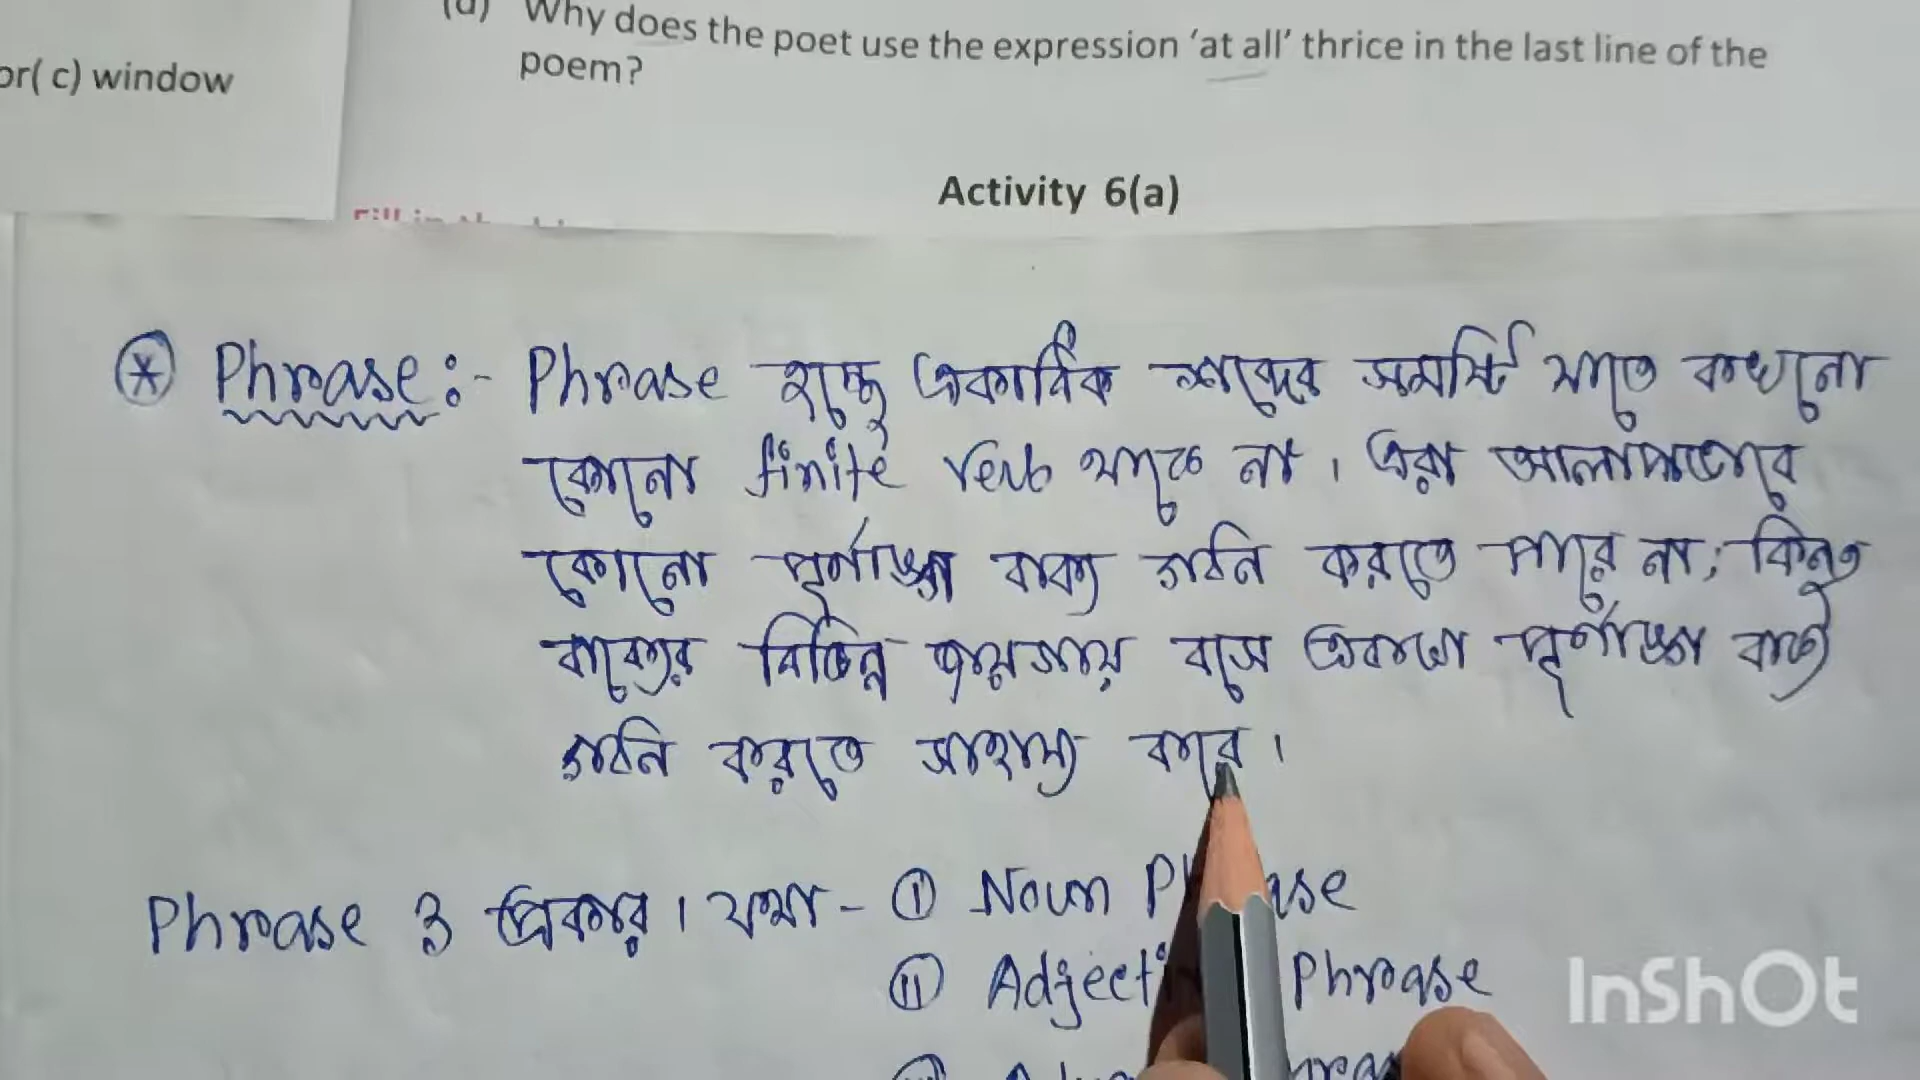 (d) Why does the poet use the expression ‘at all’ thrice in the last line of the
poem?
or( c) window
Activity 6(a)
Phrase:- Phrase হচ্ছে একাধিক শব্দের সমষ্টি যাতে কখনো
কোনো finite verb থাকে না। এরা আলাদাভাবে
কোনো পূর্ণাঙ্গ বাক্য গঠন করতে পারে না; কিন্তু
বাক্যের বিভিন্ন জায়গায় বসে একটা পূর্ণাঙ্গ বাক্য
গঠন করতে সাহায্য করে।
Phrase 3 প্রকার। যথা- (i) Noun Phrase
(ii) Adjective Phrase
InShOt